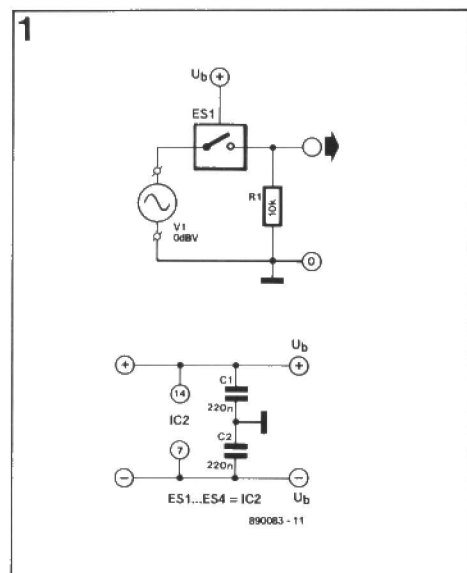 1
Ub +
ES1
R1
10k
V1
0dBV
0
+
Ub
+
14
C1
220n
IC2
7
C2
220n
−
−
ES1...ES4 = IC2
Ub
890083 - 11